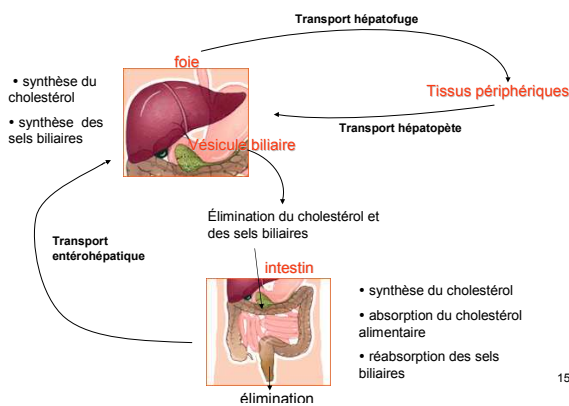 Transport hépatofuge
foie
• synthèse du
cholestérol
• synthèse des
sels biliaires
Tissus périphériques
Vésicule biliaire
Transport hépatopète
Élimination du cholestérol et
des sels biliaires
Transport
entérohépatique
intestin
• synthèse du cholestérol
• absorption du cholestérol
alimentaire
• réabsorption des sels
biliaires
élimination
15